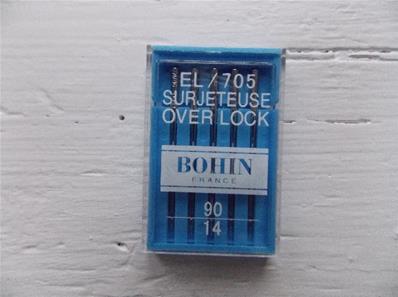 EL/705
SURJETEUSE
OVER LOCK
BOHIN
FRANCE
90
14